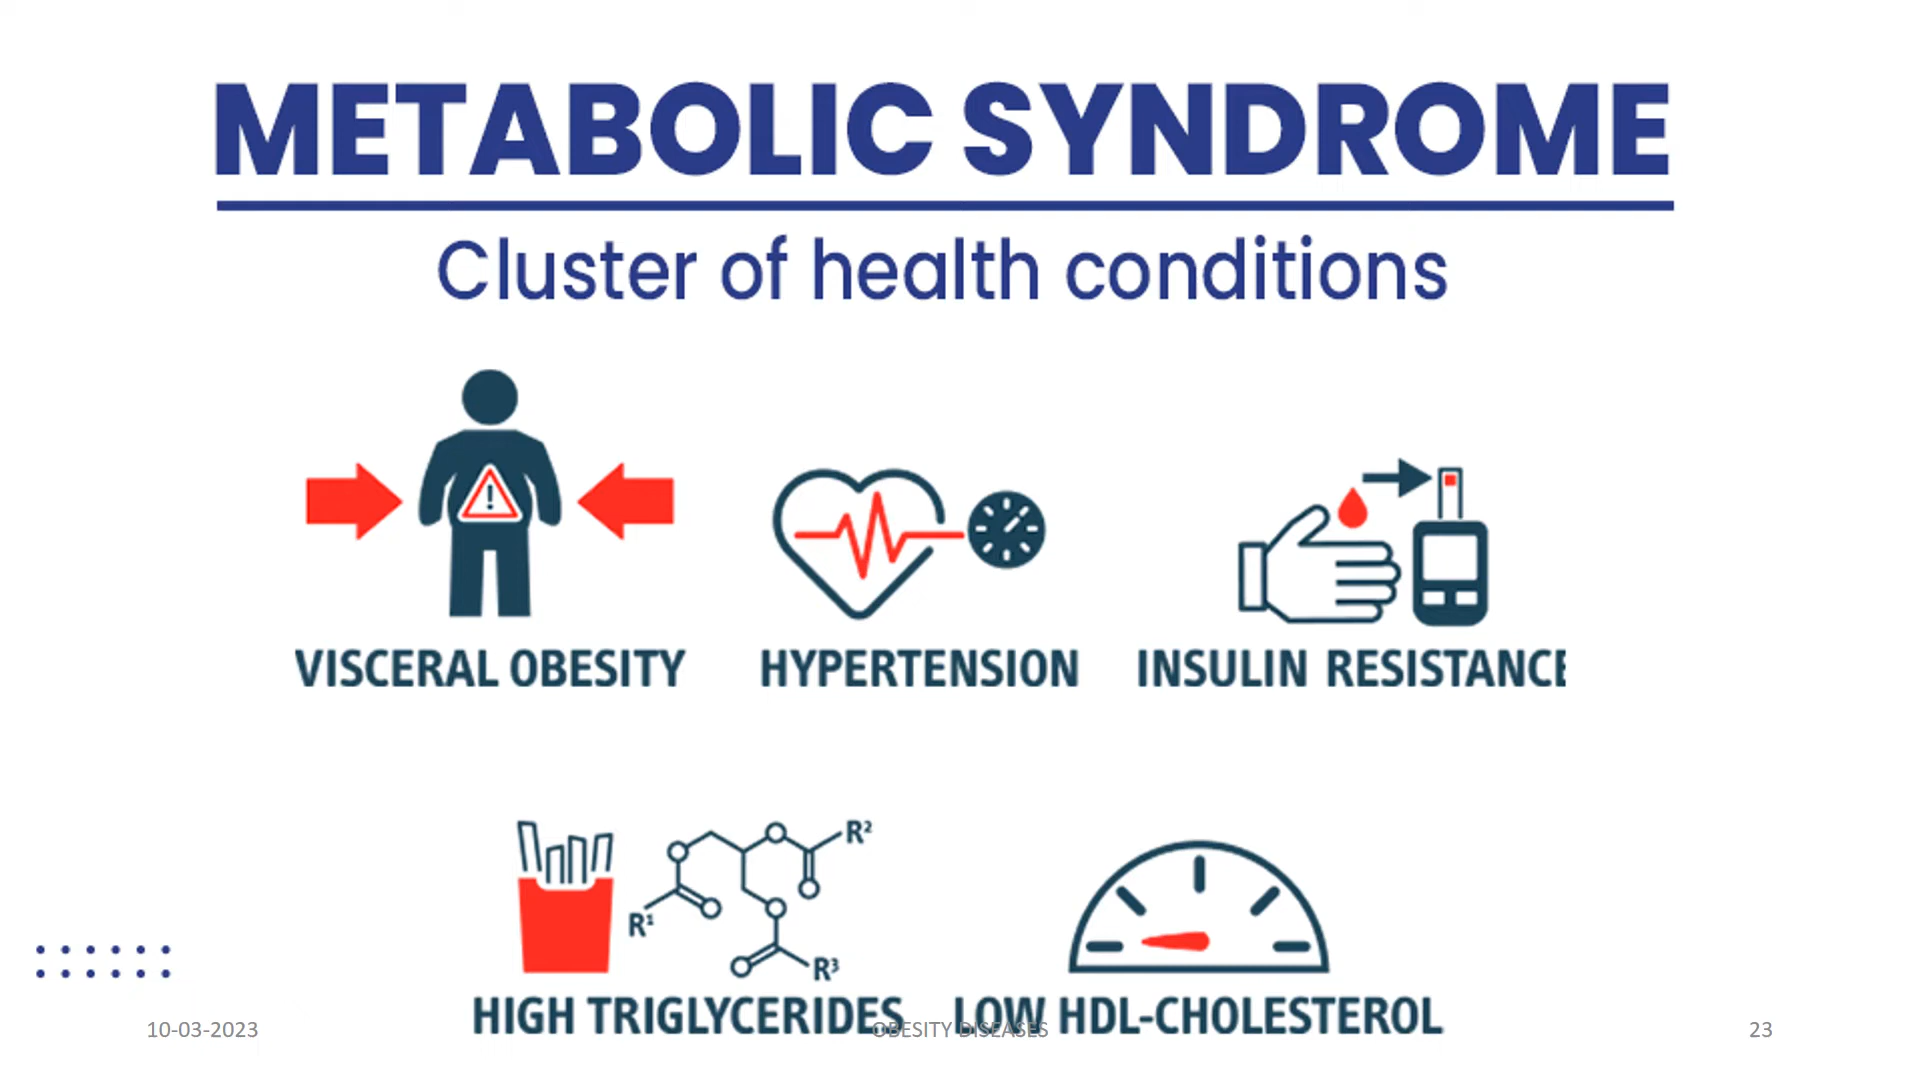 METABOLIC SYNDROME
Cluster of health conditions
!
VISCERAL OBESITY
HYPERTENSION
INSULIN RESISTANCE
R²
R¹
R³
HIGH TRIGLYCERIDES
LOW HDL-CHOLESTEROL
10-03-2023
OBESITY DISEASES
23